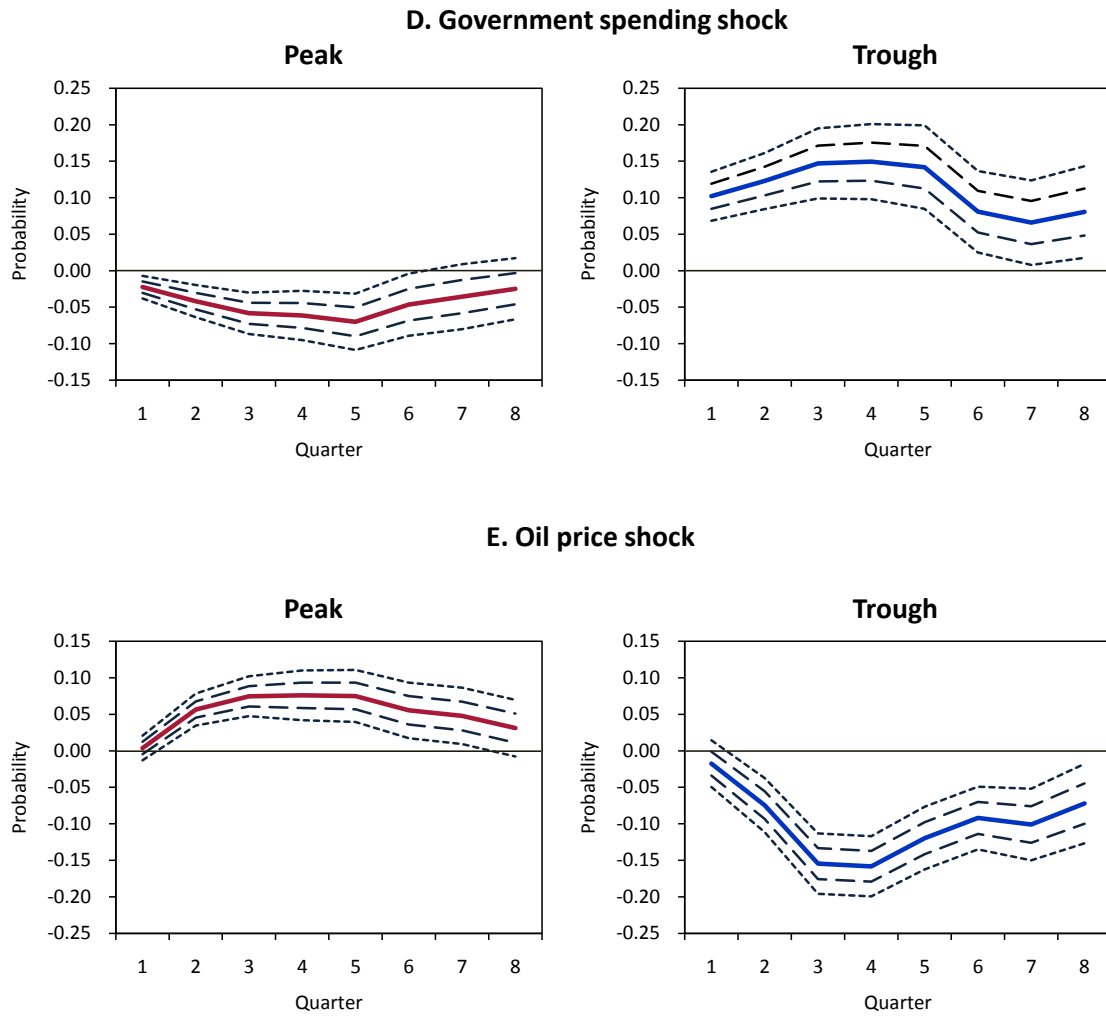 D. Government spending shock
Peak
Trough
0.25
0.20
0.15
0.10
0.05
0.00
-0.05
-0.10
-0.15
Probability
1 2 3 4 5 6 7 8
Quarter
0.25
0.20
0.15
0.10
0.05
0.00
-0.05
-0.10
-0.15
Probability
1 2 3 4 5 6 7 8
Quarter
E. Oil price shock
Peak
Trough
0.15
0.10
0.05
0.00
-0.05
-0.10
-0.15
-0.20
-0.25
Probability
1 2 3 4 5 6 7 8
Quarter
0.15
0.10
0.05
0.00
-0.05
-0.10
-0.15
-0.20
-0.25
Probability
1 2 3 4 5 6 7 8
Quarter